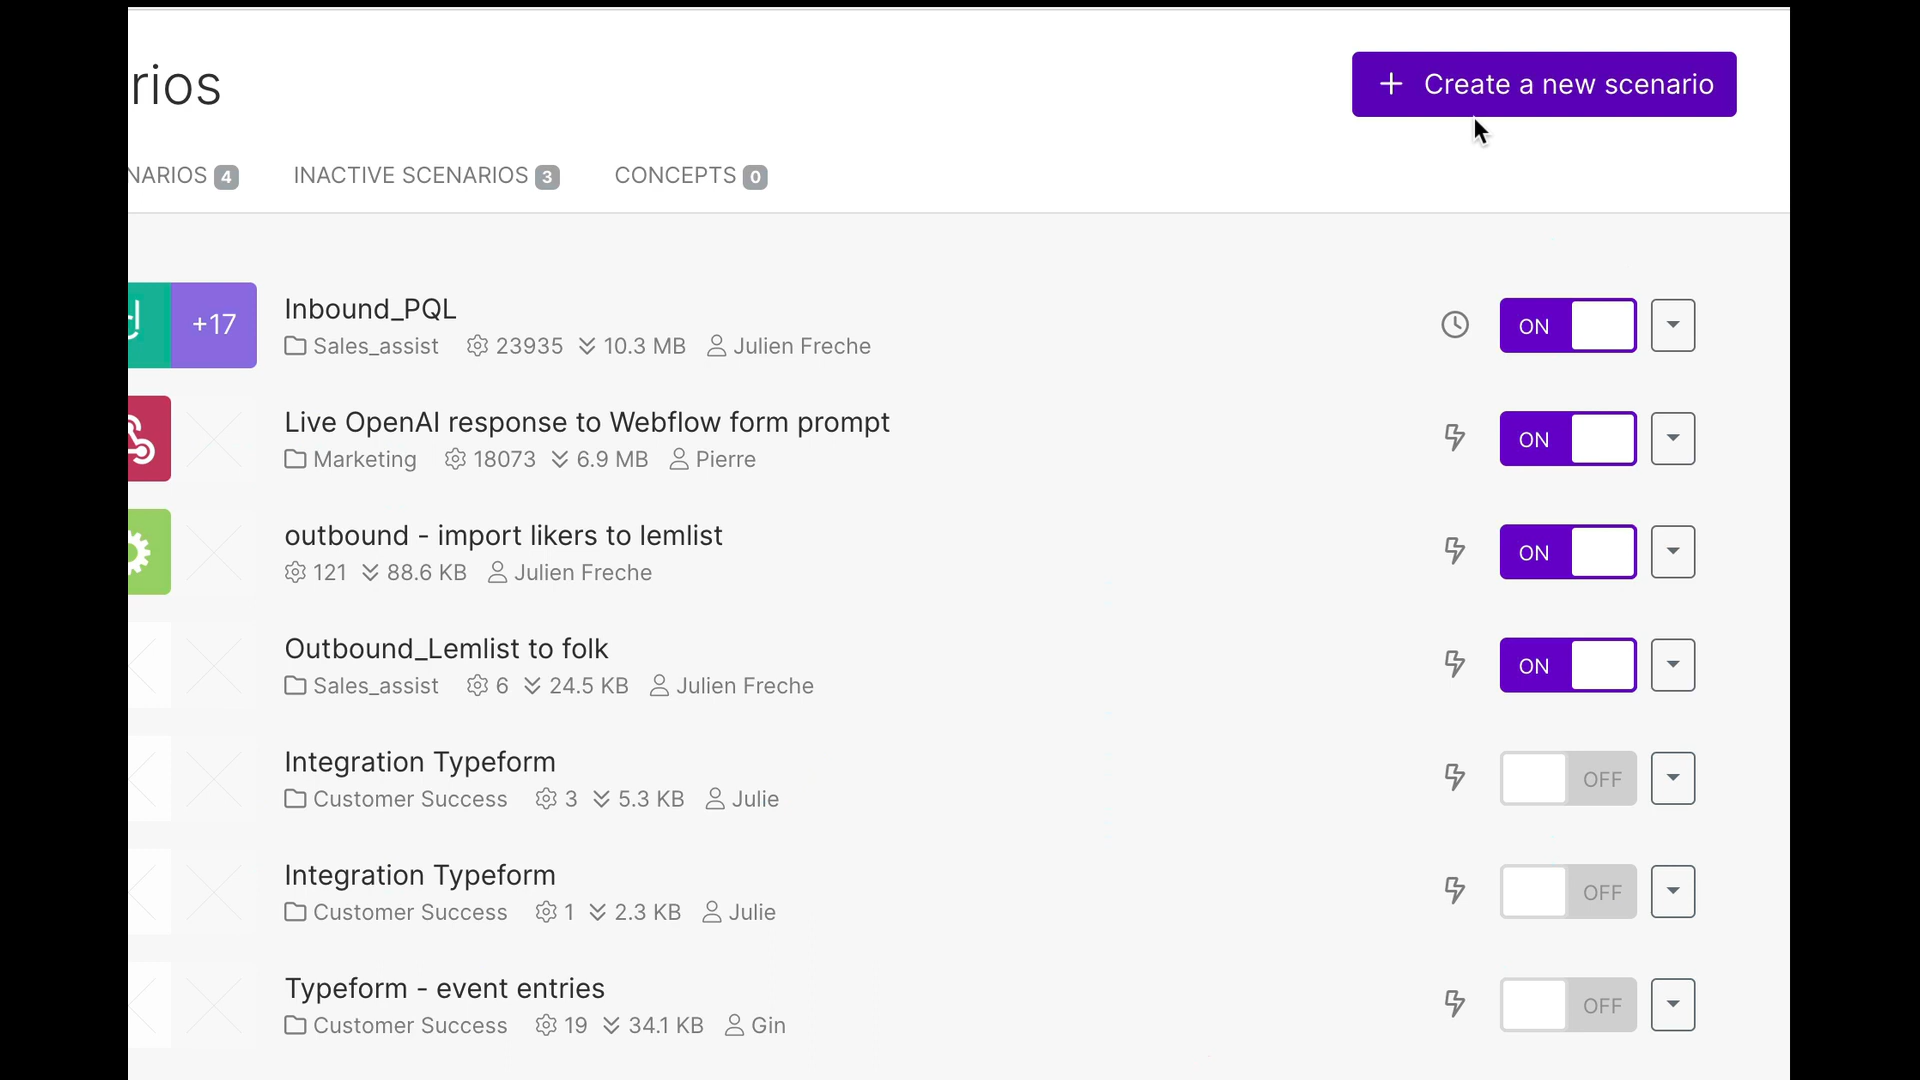 rios
+ Create a new scenario
NARIOS 4 INACTIVE SCENARIOS 3 CONCEPTS 0
+17
Inbound_PQL
Sales_assist 23935 10.3 MB Julien Freche
ON
Live OpenAI response to Webflow form prompt
Marketing 18073 6.9 MB Pierre
ON
outbound - import likers to lemlist
121 88.6 KB Julien Freche
ON
Outbound_Lemlist to folk
Sales_assist 6 24.5 KB Julien Freche
ON
Integration Typeform
Customer Success 3 5.3 KB Julie
OFF
Integration Typeform
Customer Success 1 2.3 KB Julie
OFF
Typeform - event entries
Customer Success 19 34.1 KB Gin
OFF